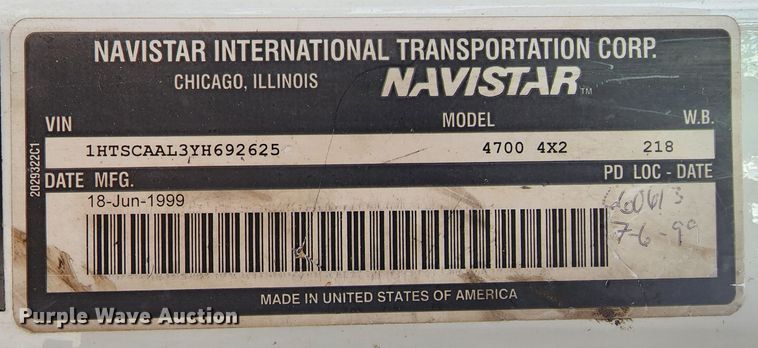 NAVISTAR INTERNATIONAL TRANSPORTATION CORP.
CHICAGO, ILLINOIS NAVISTAR TM
VIN MODEL W.B.
1HTSCAAL3YH692625 4700 4X2 218
DATE MFG. PD LOC - DATE
18-Jun-1999
7-6-99
MADE IN UNITED STATES OF AMERICA
2029322C1
Purple Wave Auction